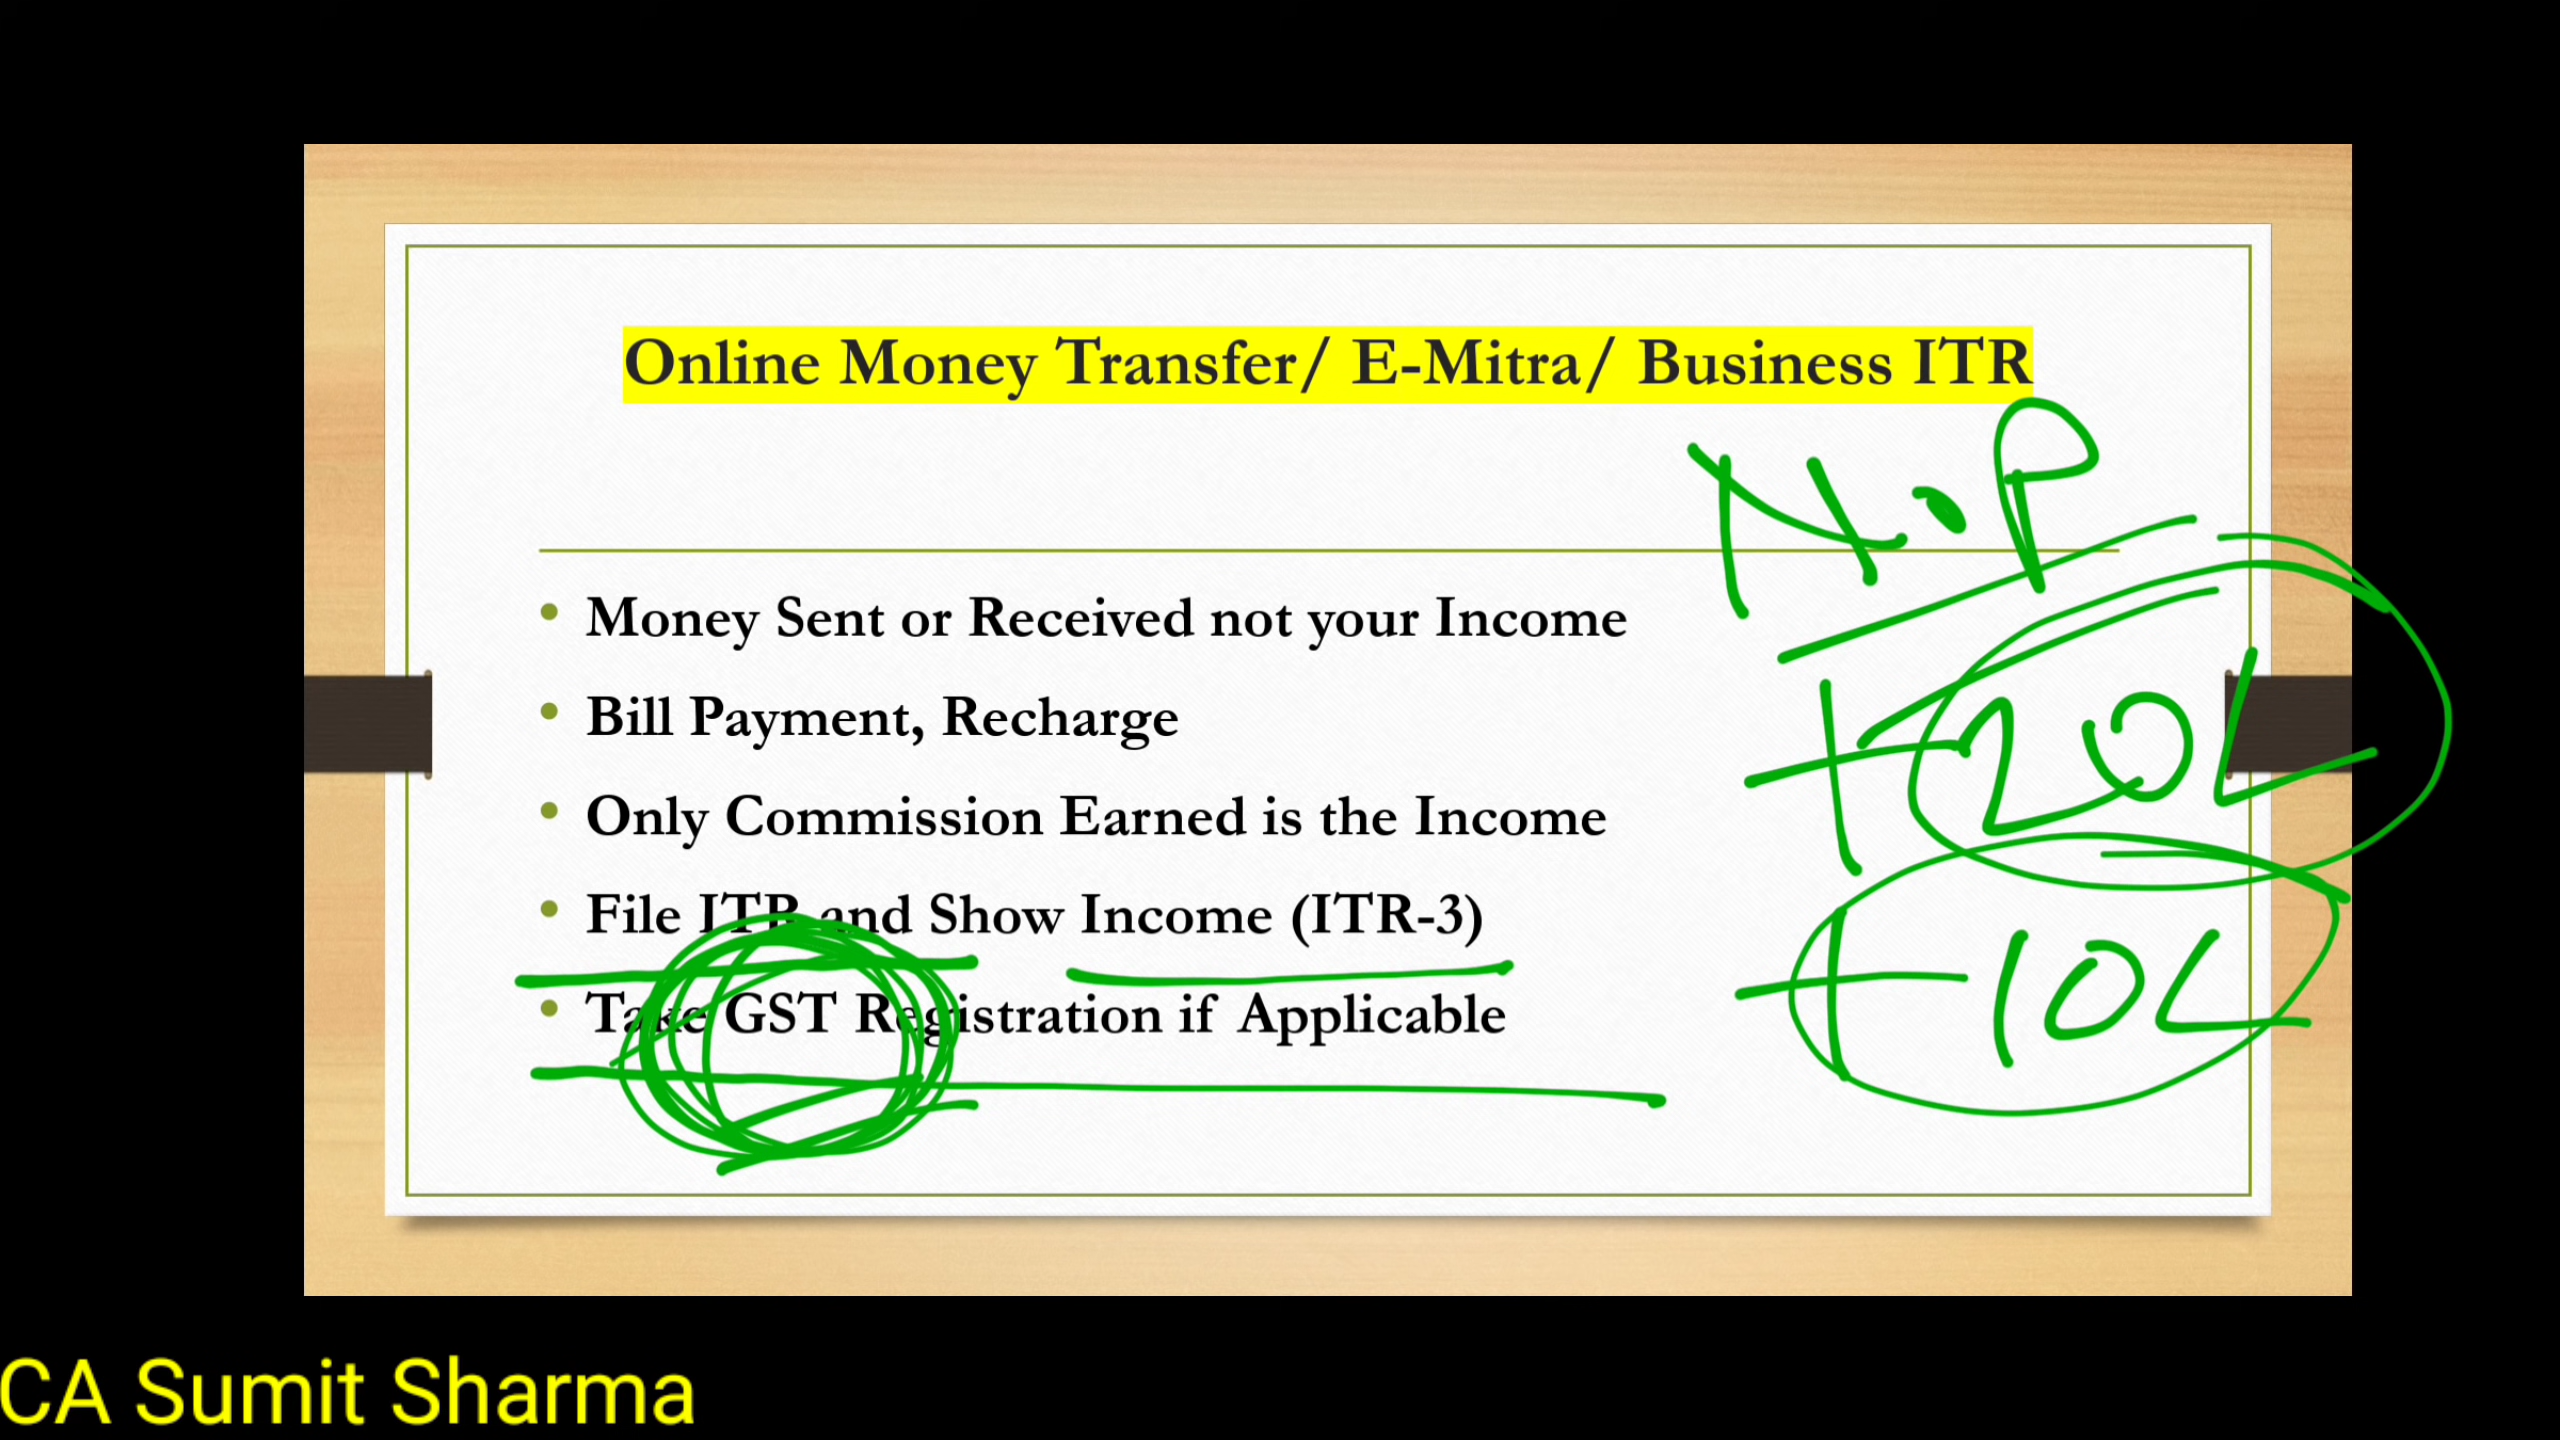 Online Money Transfer/ E-Mitra/ Business ITR
N.P
• Money Sent or Received not your Income
• Bill Payment, Recharge
20L
• Only Commission Earned is the Income
• File ITR and Show Income (ITR-3)
10L
• Take GST Registration if Applicable
CA Sumit Sharma